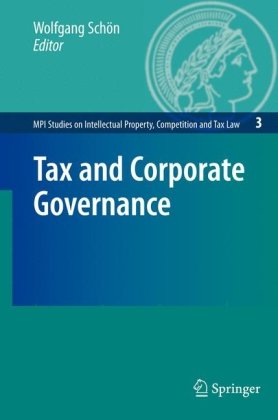 Wolfgang Schön
Editor
MPI Studies on Intellectual Property, Competition and Tax Law 3
Tax and Corporate
Governance
Springer